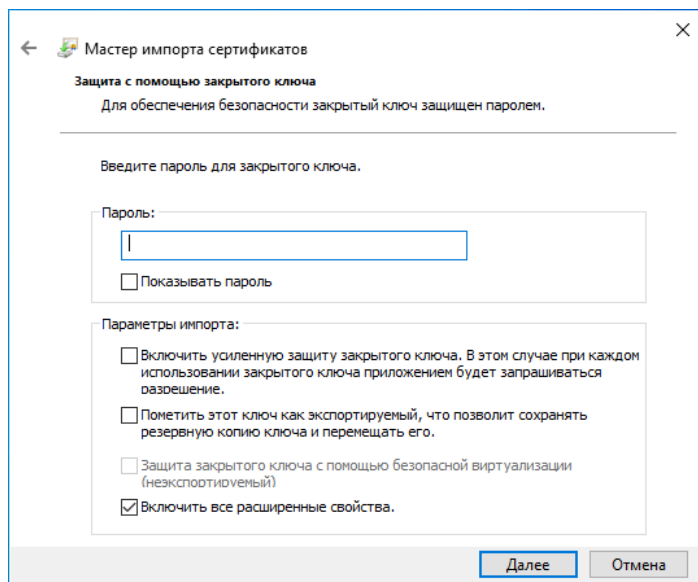 Мастер импорта сертификатов
Защита с помощью закрытого ключа
Для обеспечения безопасности закрытый ключ защищен паролем.
Введите пароль для закрытого ключа.
Пароль:
Показывать пароль
Параметры импорта:
Включить усиленную защиту закрытого ключа. В этом случае при каждом
использовании закрытого ключа приложением будет запрашиваться
разрешение.
Пометить этот ключ как экспортируемый, что позволит сохранять
резервную копию ключа и перемещать его.
Защита закрытого ключа с помощью безопасной виртуализации
(неэкспортируемый)
Включить все расширенные свойства.
Далее
Отмена